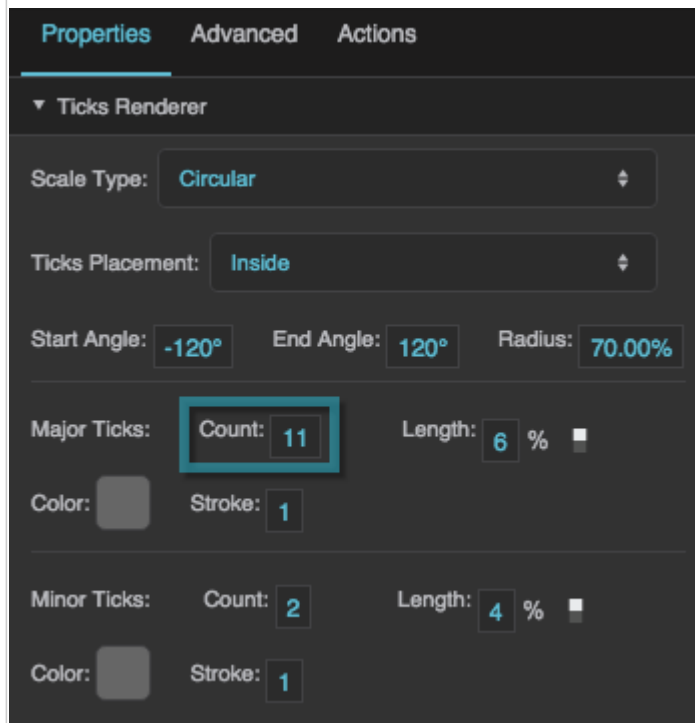 Properties Advanced Actions
Ticks Renderer
Scale Type: Circular
Ticks Placement: Inside
Start Angle: -120° End Angle: 120° Radius: 70.00%
Major Ticks: Count: 11 Length: 6 %
Color: Stroke: 1
Minor Ticks: Count: 2 Length: 4 %
Color: Stroke: 1